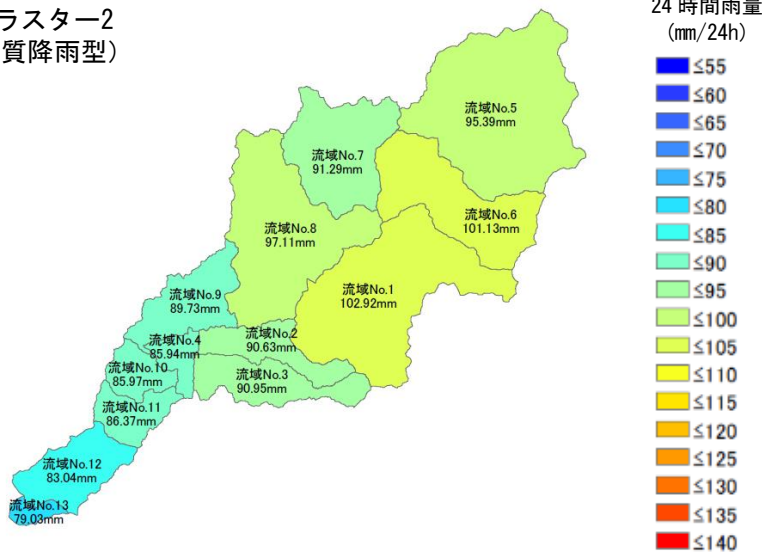 ラスター2
質降雨型）
24 時間雨量
(mm/24h)
≦55
≦60
≦65
≦70
≦75
≦80
≦85
≦90
≦95
≦100
≦105
≦110
≦115
≦120
≦125
≦130
≦135
≦140
流域No.5
95.39mm
流域No.7
91.29mm
流域No.6
101.13mm
流域No.8
97.11mm
流域No.1
102.92mm
流域No.9
89.73mm
流域No.2
90.63mm
流域No.4
85.94mm
流域No.10
85.97mm
流域No.3
90.95mm
流域No.11
86.37mm
流域No.12
83.04mm
流域No.13
79.03mm